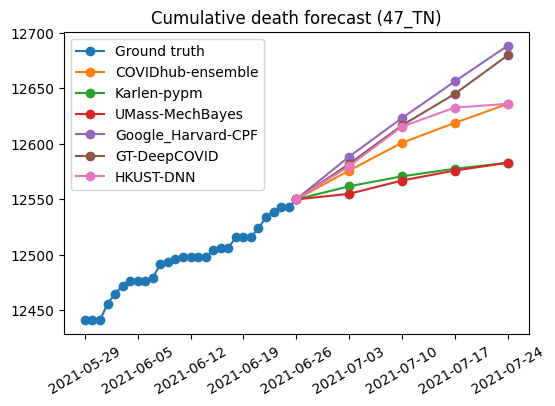 Cumulative death forecast (47_TN)
12700
12650
12600
12550
12500
12450
Ground truth
COVIDhub-ensemble
Karlen-pypm
UMass-MechBayes
Google_Harvard-CPF
GT-DeepCOVID
HKUST-DNN
2021-05-29
2021-06-05
2021-06-12
2021-06-19
2021-06-26
2021-07-03
2021-07-10
2021-07-17
2021-07-24